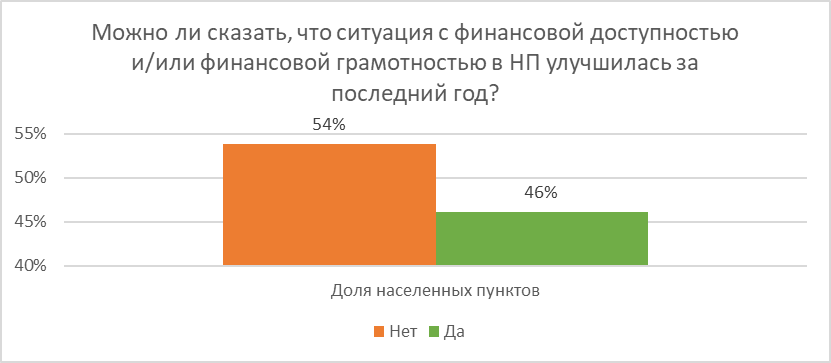 Можно ли сказать, что ситуация с финансовой доступностью
и/или финансовой грамотностью в НП улучшилась за
последний год?
55%
50%
45%
40%
54%
46%
Доля населенных пунктов
Нет Да